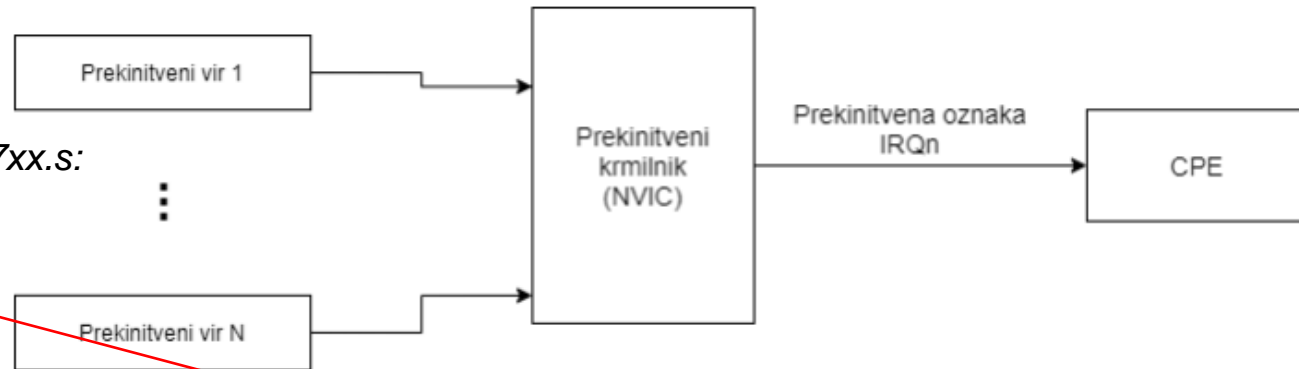 Prekinitveni vir 1
7xx.s:
Prekinitveni vir N
Prekinitveni
krmilnik
(NVIC)
Prekinitvena oznaka
IRQn
CPE